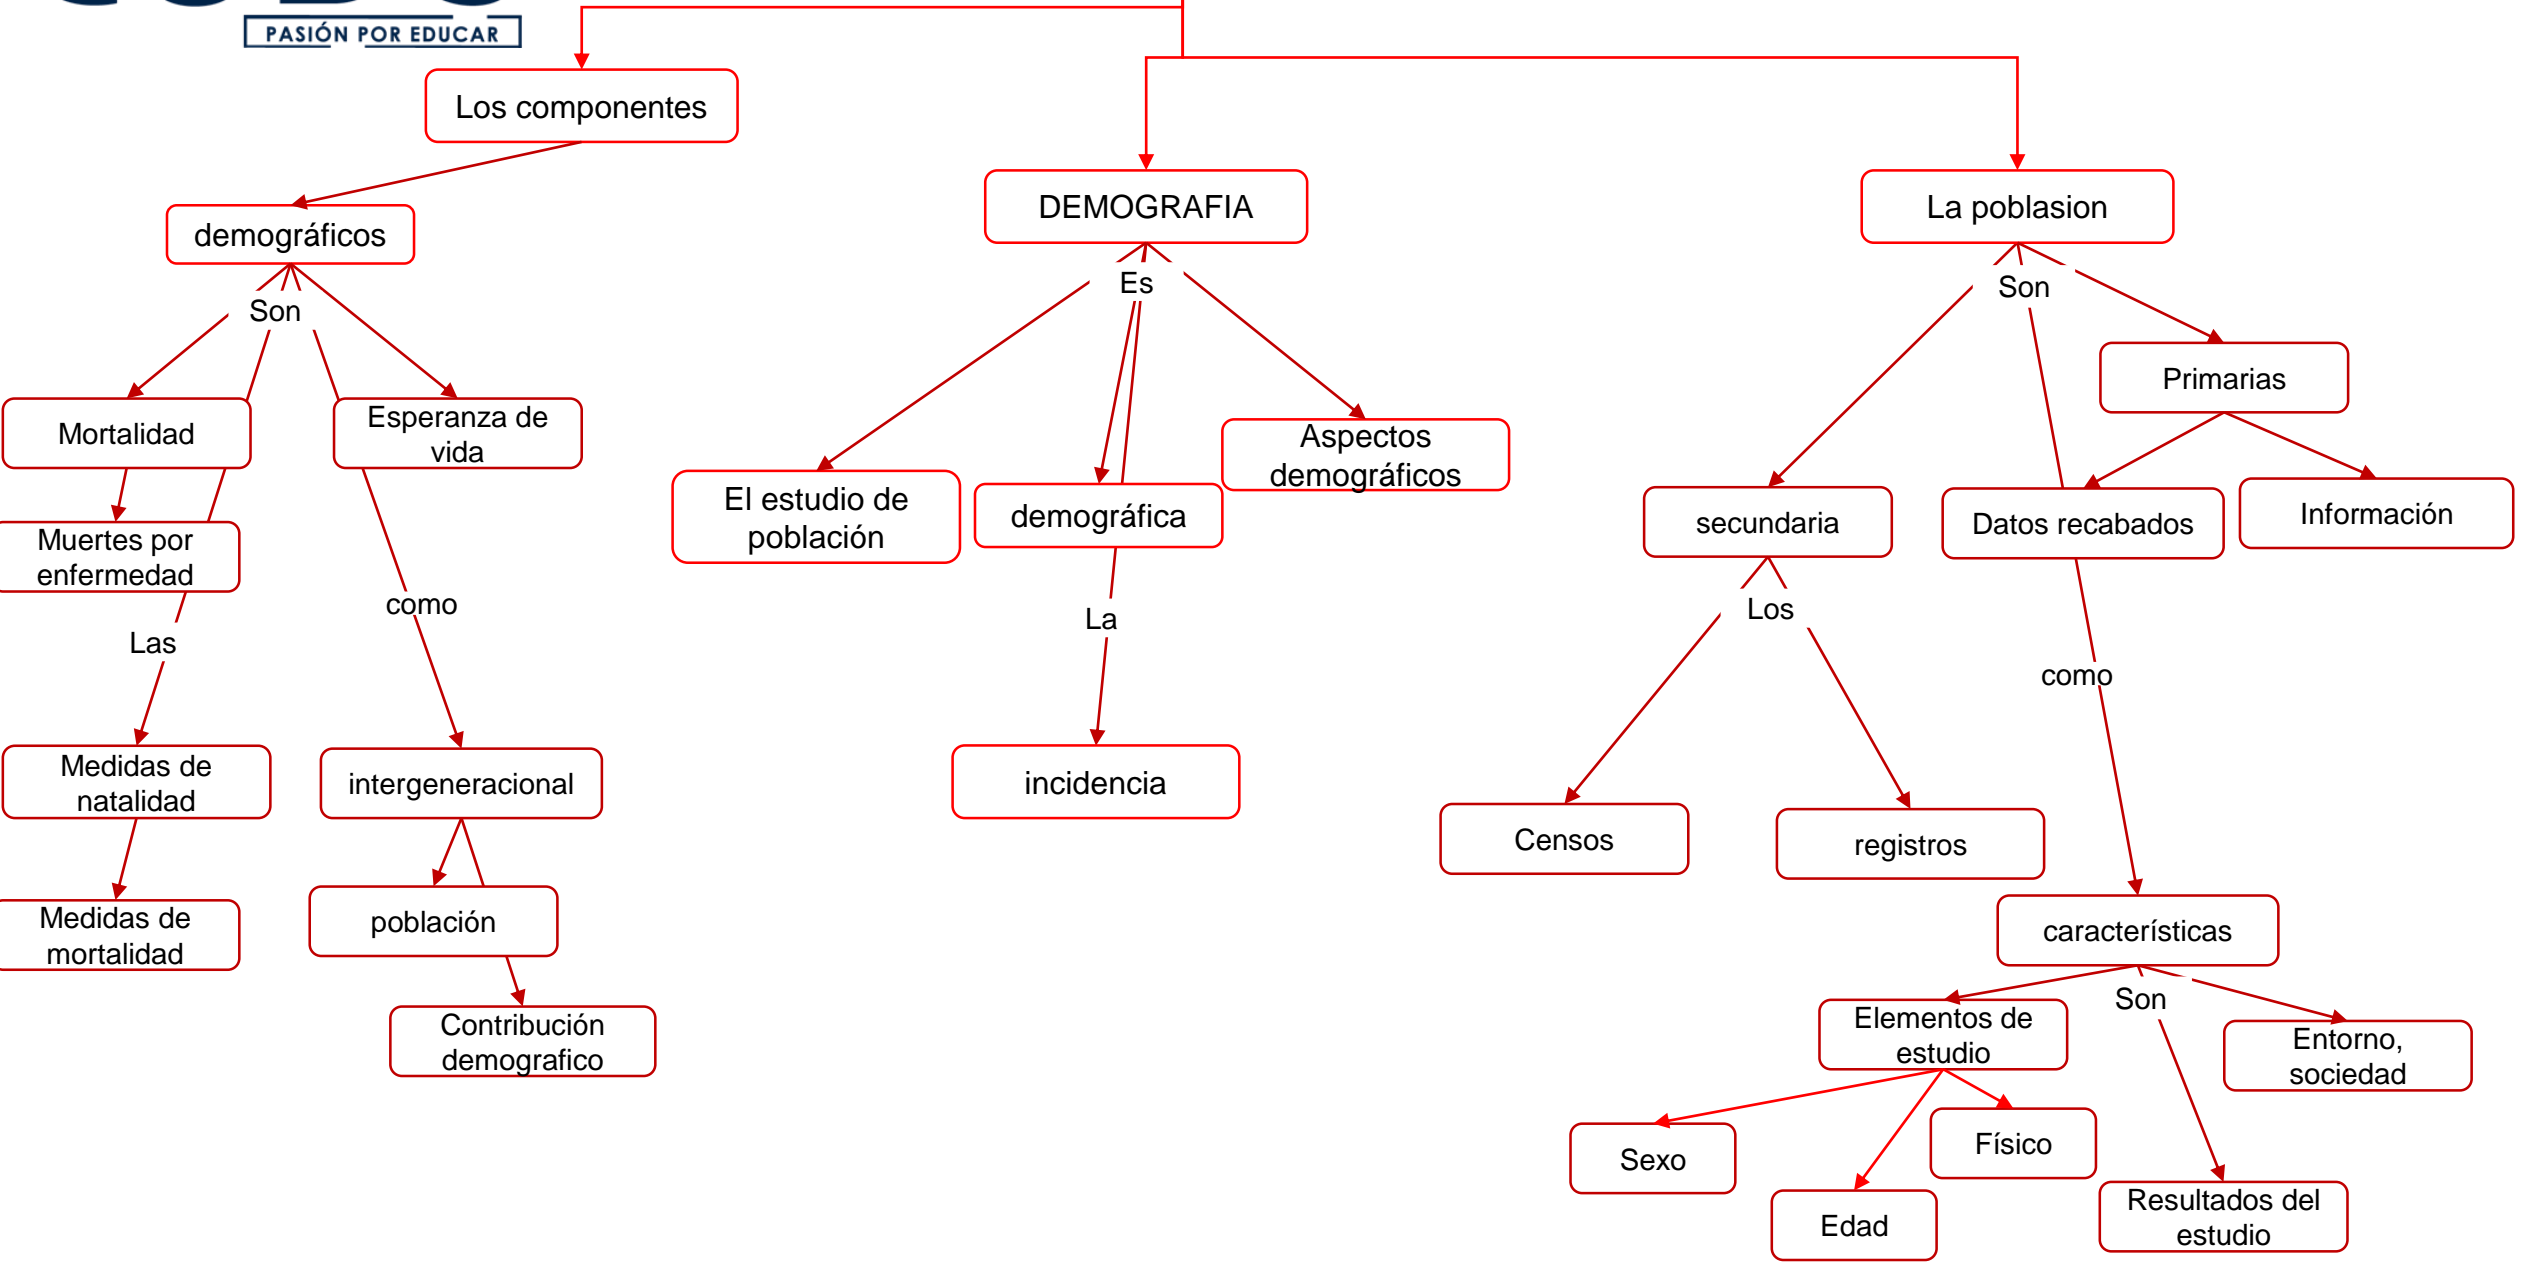 PASIÓN POR EDUCAR
Los componentes
demográficos
Son
Mortalidad
Esperanza de
vida
Muertes por
enfermedad
como
Las
Medidas de
natalidad
intergeneracional
Medidas de
mortalidad
población
Contribución
demografico
DEMOGRAFIA
Es
El estudio de
población
demográfica
Aspectos
demográficos
La
incidencia
La poblasion
Son
Primarias
secundaria
Datos recabados
Información
Los
como
Censos
registros
características
Son
Elementos de
estudio
Entorno,
sociedad
Sexo
Físico
Edad
Resultados del
estudio